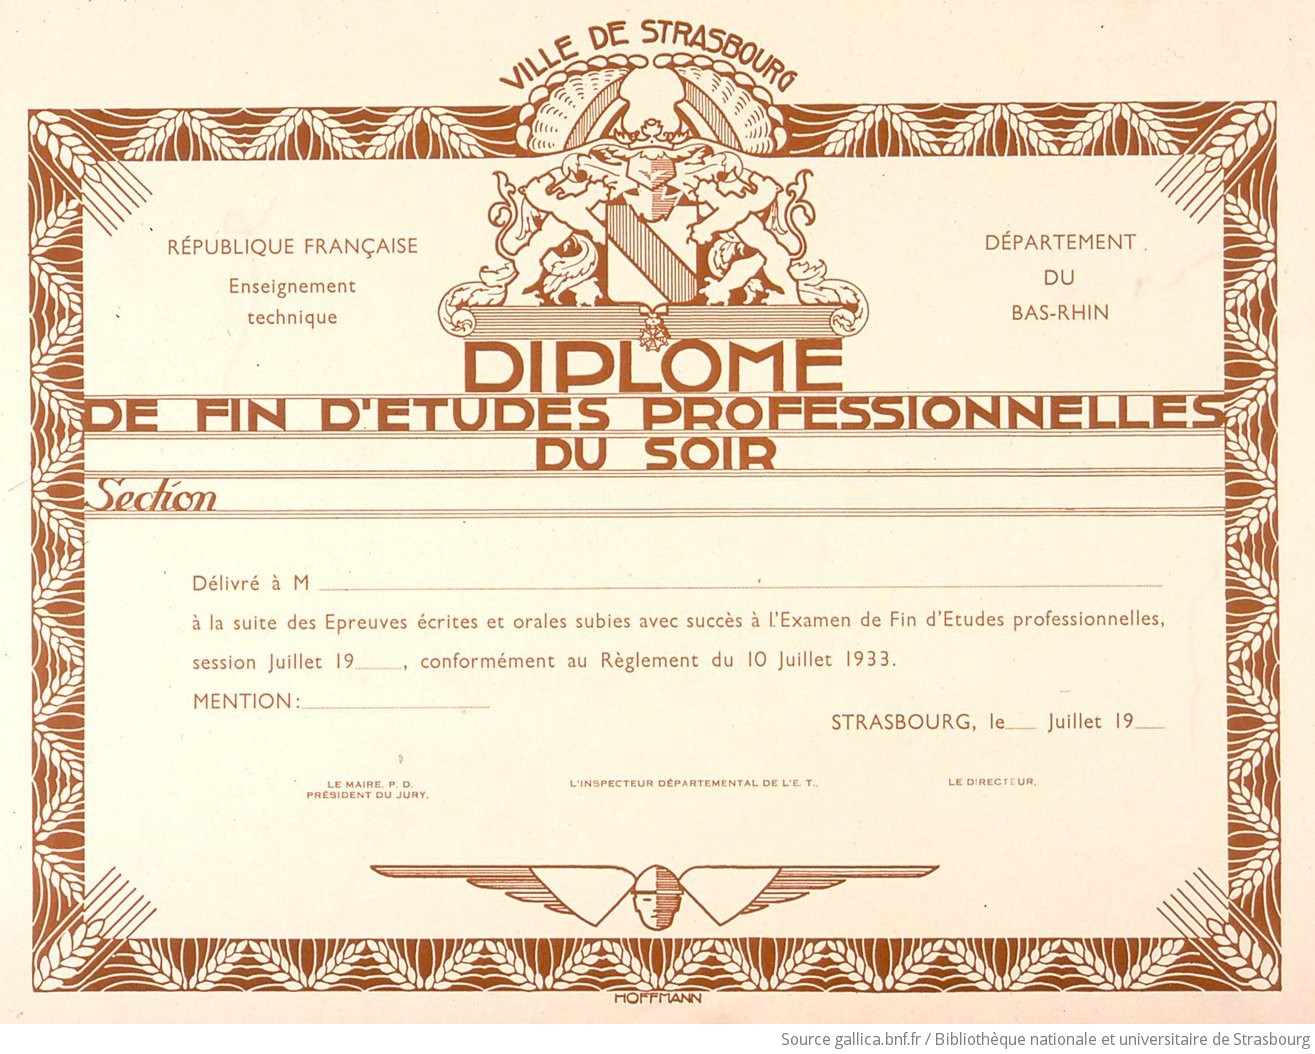 VILLE DE STRASBOURG
RÉPUBLIQUE FRANÇAISE
Enseignement
technique
DÉPARTEMENT
DU
BAS-RHIN
DIPLOME
DE FIN D'ETUDES PROFESSIONNELLES
DU SOIR
Section
Délivré à M
à la suite des Epreuves écrites et orales subies avec succès à l'Examen de Fin d'Etudes professionnelles,
session Juillet 19____, conformément au Règlement du 10 Juillet 1933.
MENTION:
STRASBOURG, le___ Juillet 19___
LE MAIRE, P. D.
PRÉSIDENT DU JURY,
L'INSPECTEUR DÉPARTEMENTAL DE L'E. T.,
LE DIRECTEUR,
HOFFMANN
Source gallica.bnf.fr / Bibliothèque nationale et universitaire de Strasbourg